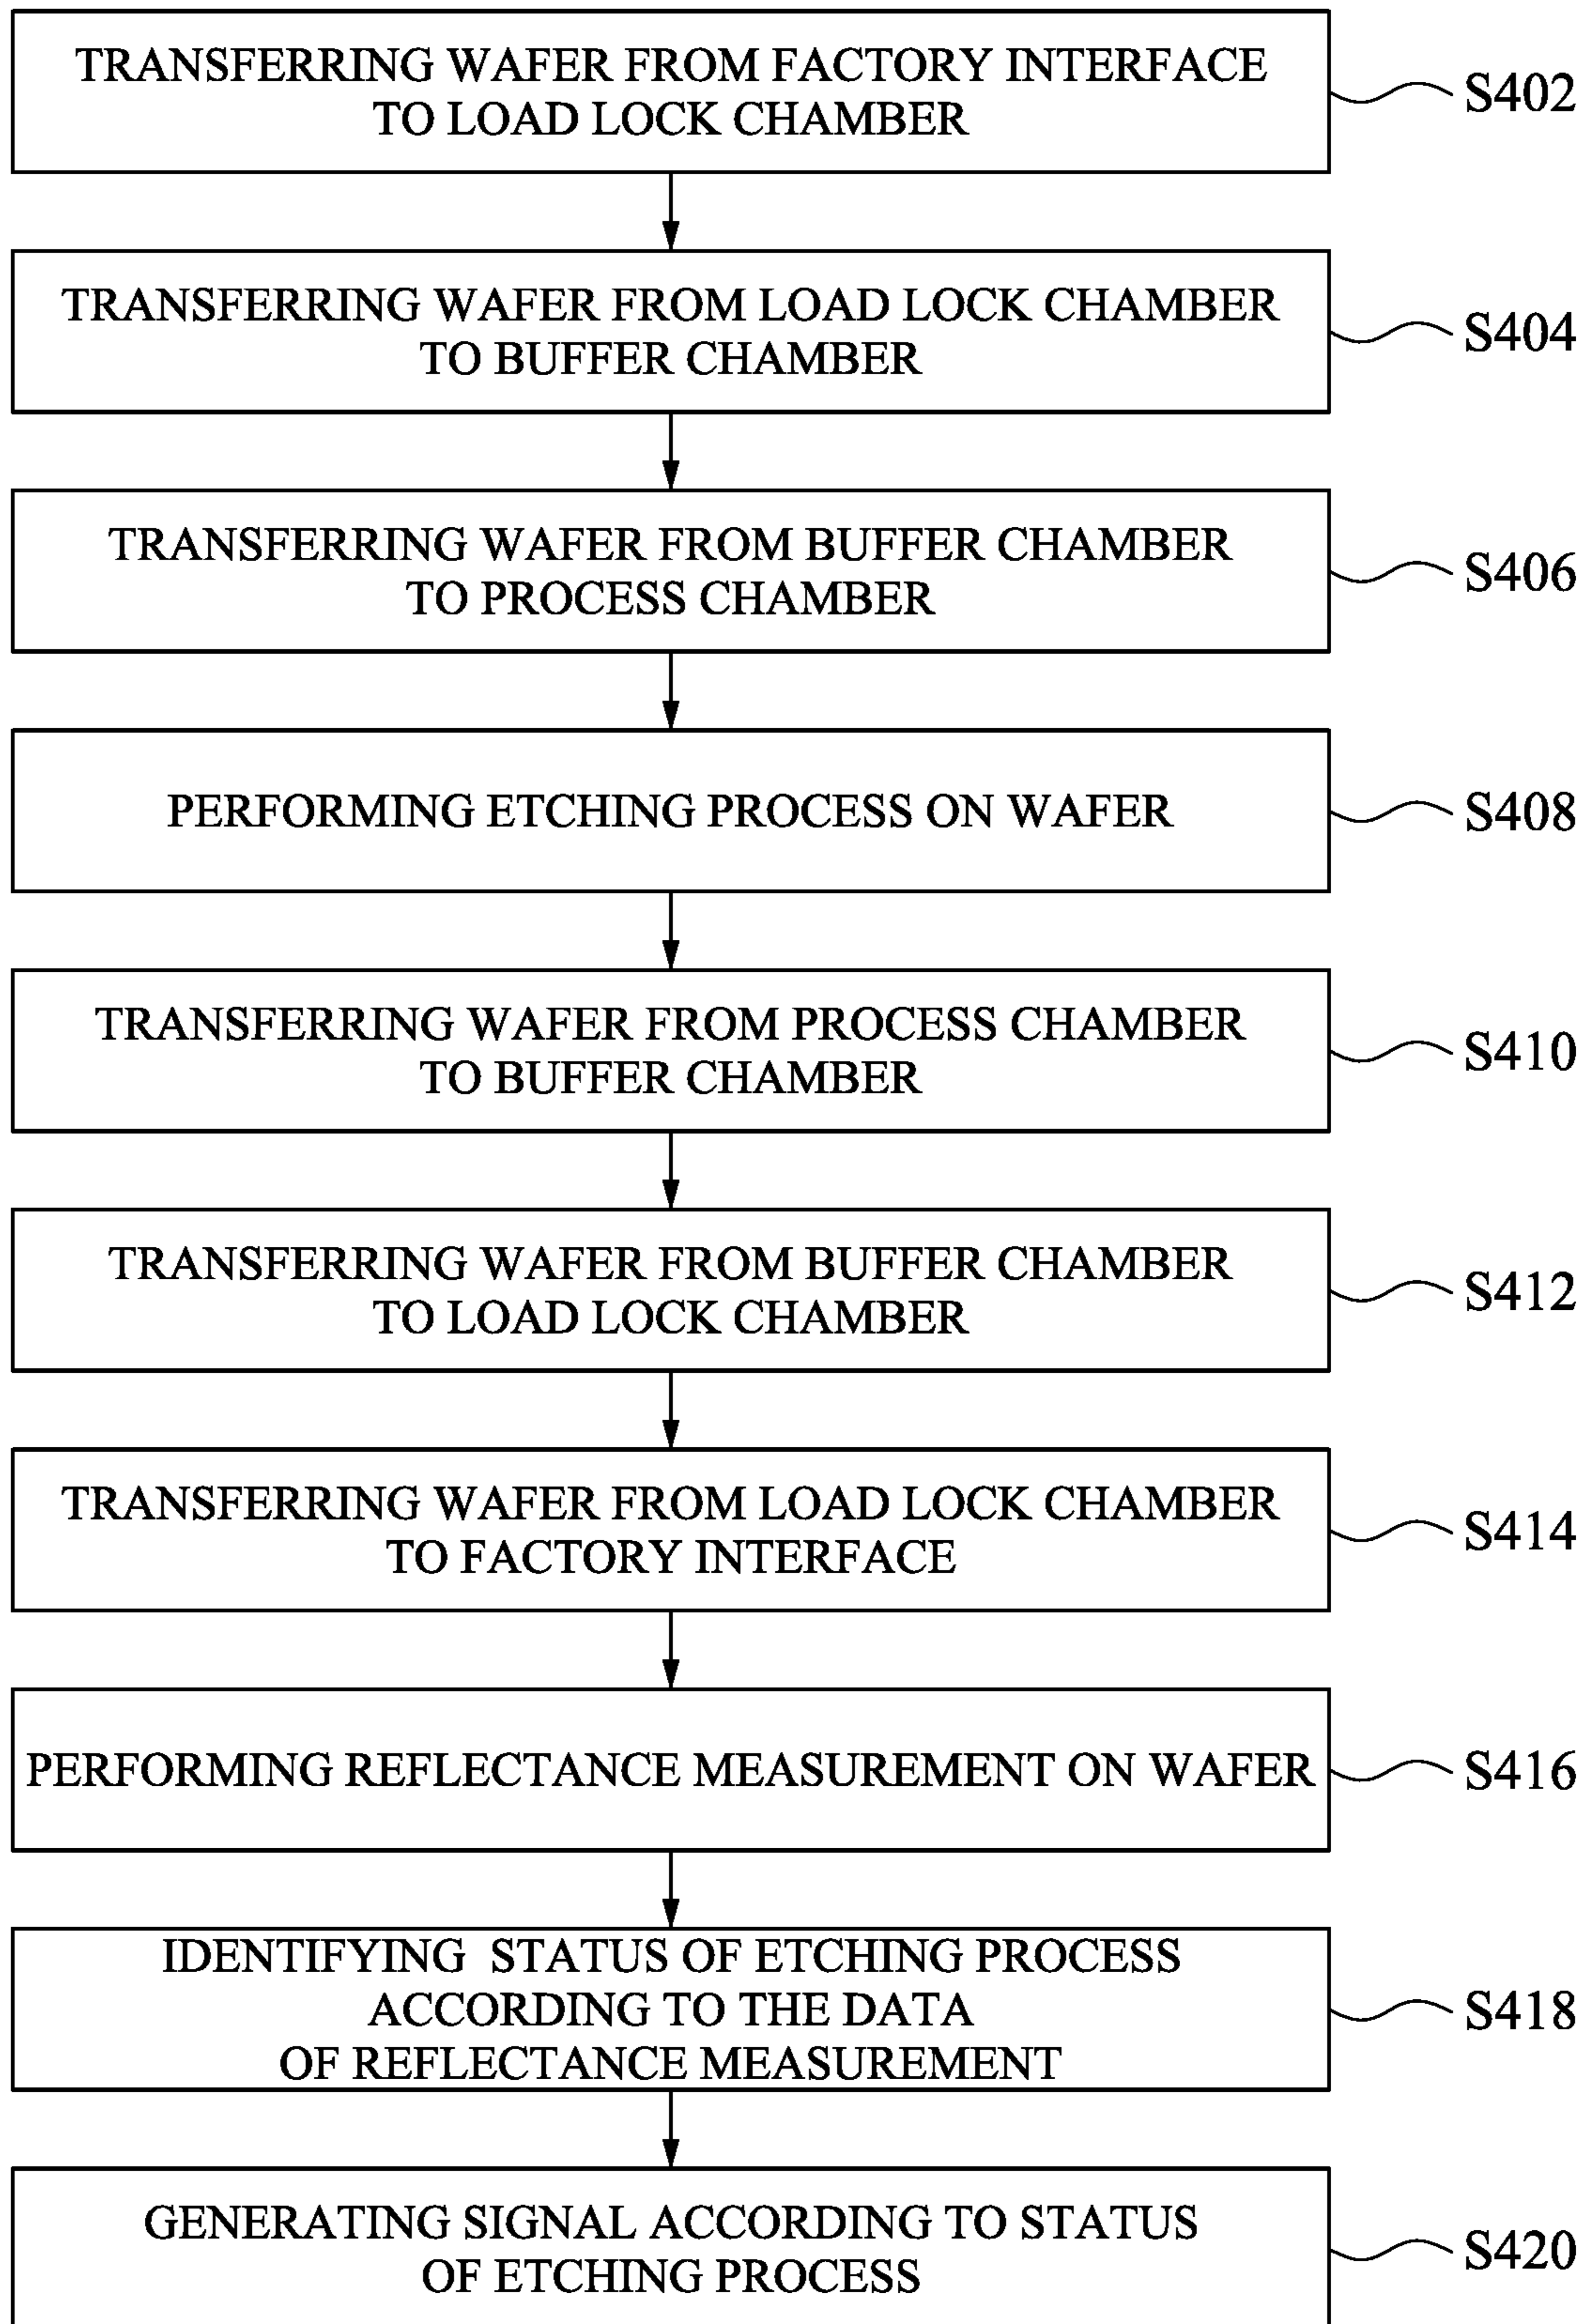 TRANSFERRING WAFER FROM FACTORY INTERFACE
TO LOAD LOCK CHAMBER
S402
TRANSFERRING WAFER FROM LOAD LOCK CHAMBER
TO BUFFER CHAMBER
S404
TRANSFERRING WAFER FROM BUFFER CHAMBER
TO PROCESS CHAMBER
S406
PERFORMING ETCHING PROCESS ON WAFER
S408
TRANSFERRING WAFER FROM PROCESS CHAMBER
TO BUFFER CHAMBER
S410
TRANSFERRING WAFER FROM BUFFER CHAMBER
TO LOAD LOCK CHAMBER
S412
TRANSFERRING WAFER FROM LOAD LOCK CHAMBER
TO FACTORY INTERFACE
S414
PERFORMING REFLECTANCE MEASUREMENT ON WAFER
S416
IDENTIFYING STATUS OF ETCHING PROCESS
ACCORDING TO THE DATA
OF REFLECTANCE MEASUREMENT
S418
GENERATING SIGNAL ACCORDING TO STATUS
OF ETCHING PROCESS
S420